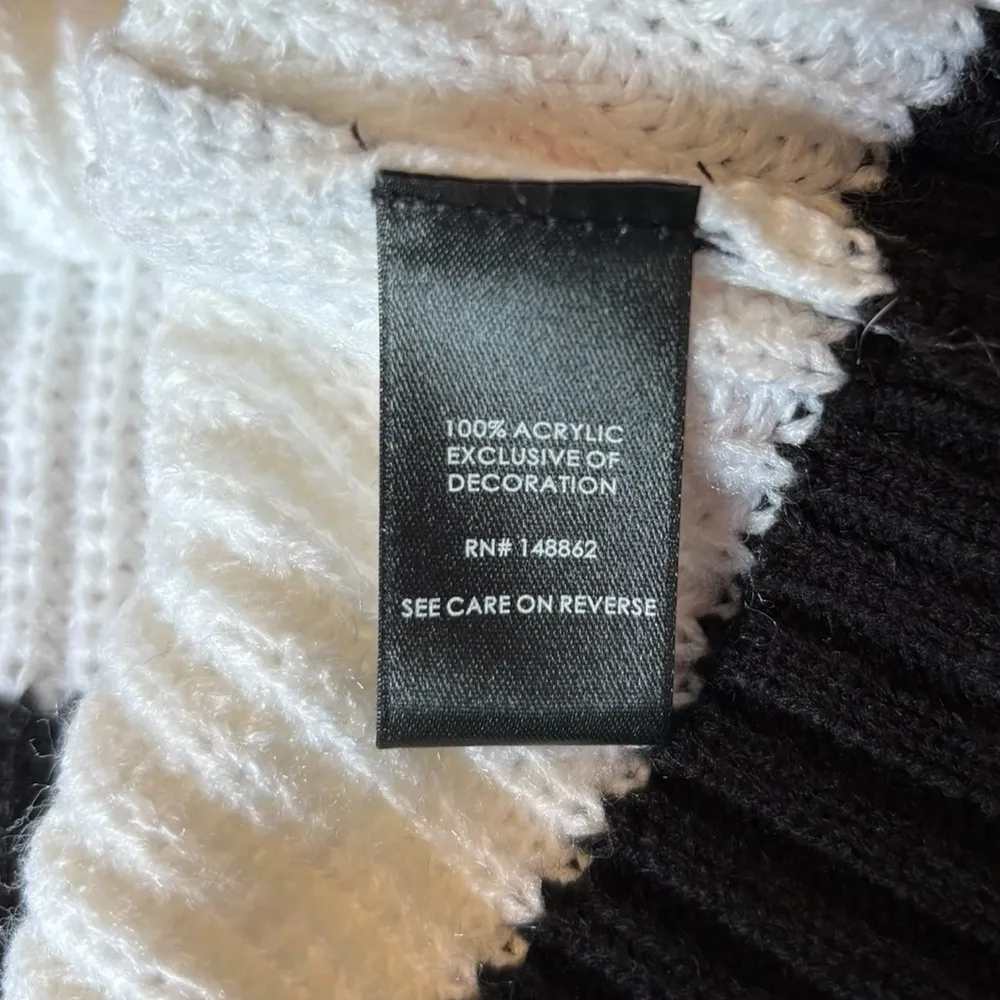 100% ACRYLIC
EXCLUSIVE OF
DECORATION
RN# 148862
SEE CARE ON REVERSE